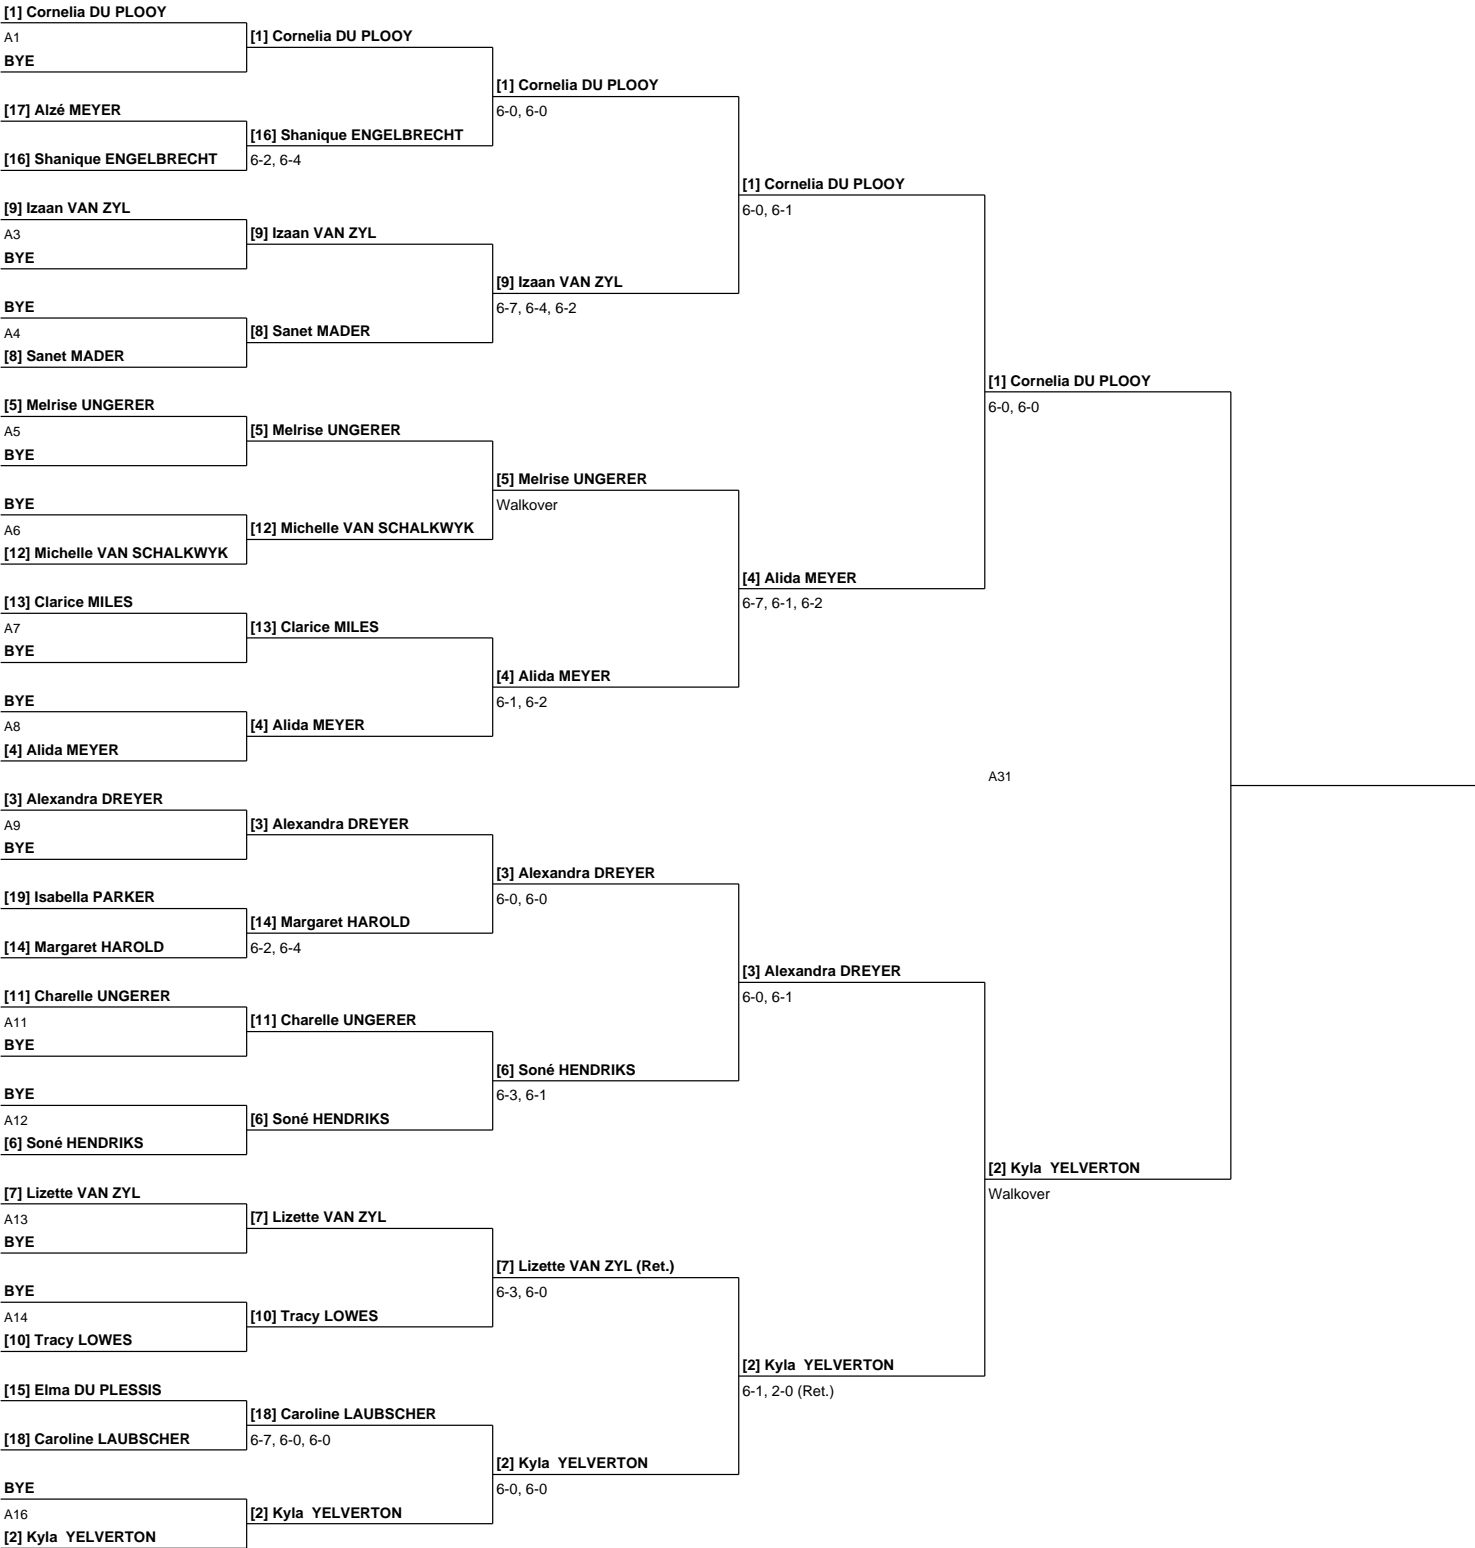 [1] Cornelia DU PLOOY
A1
BYE
[17] Alzé MEYER
[16] Shanique ENGELBRECHT
[9] Izaan VAN ZYL
A3
BYE
BYE
A4
[8] Sanet MADER
[5] Melrise UNGERER
A5
BYE
BYE
A6
[12] Michelle VAN SCHALKWYK
[13] Clarice MILES
A7
BYE
BYE
A8
[4] Alida MEYER
[3] Alexandra DREYER
A9
BYE
[19] Isabella PARKER
[14] Margaret HAROLD
[11] Charelle UNGERER
A11
BYE
BYE
A12
[6] Soné HENDRIKS
[7] Lizette VAN ZYL
A13
BYE
BYE
A14
[10] Tracy LOWES
[15] Elma DU PLESSIS
[18] Caroline LAUBSCHER
BYE
A16
[2] Kyla YELVERTON
[1] Cornelia DU PLOOY
[16] Shanique ENGELBRECHT
6-2, 6-4
[9] Izaan VAN ZYL
[8] Sanet MADER
[5] Melrise UNGERER
[12] Michelle VAN SCHALKWYK
[13] Clarice MILES
[4] Alida MEYER
[3] Alexandra DREYER
[14] Margaret HAROLD
6-2, 6-4
[11] Charelle UNGERER
[6] Soné HENDRIKS
[7] Lizette VAN ZYL
[10] Tracy LOWES
[18] Caroline LAUBSCHER
6-7, 6-0, 6-0
[2] Kyla YELVERTON
[1] Cornelia DU PLOOY
6-0, 6-0
[9] Izaan VAN ZYL
6-7, 6-4, 6-2
[5] Melrise UNGERER
Walkover
[4] Alida MEYER
6-1, 6-2
[3] Alexandra DREYER
6-0, 6-0
[6] Soné HENDRIKS
6-3, 6-1
[7] Lizette VAN ZYL (Ret.)
6-3, 6-0
[2] Kyla YELVERTON
6-0, 6-0
[1] Cornelia DU PLOOY
6-0, 6-1
[4] Alida MEYER
6-7, 6-1, 6-2
[3] Alexandra DREYER
6-0, 6-1
[2] Kyla YELVERTON
6-1, 2-0 (Ret.)
[1] Cornelia DU PLOOY
6-0, 6-0
A31
[2] Kyla YELVERTON
Walkover